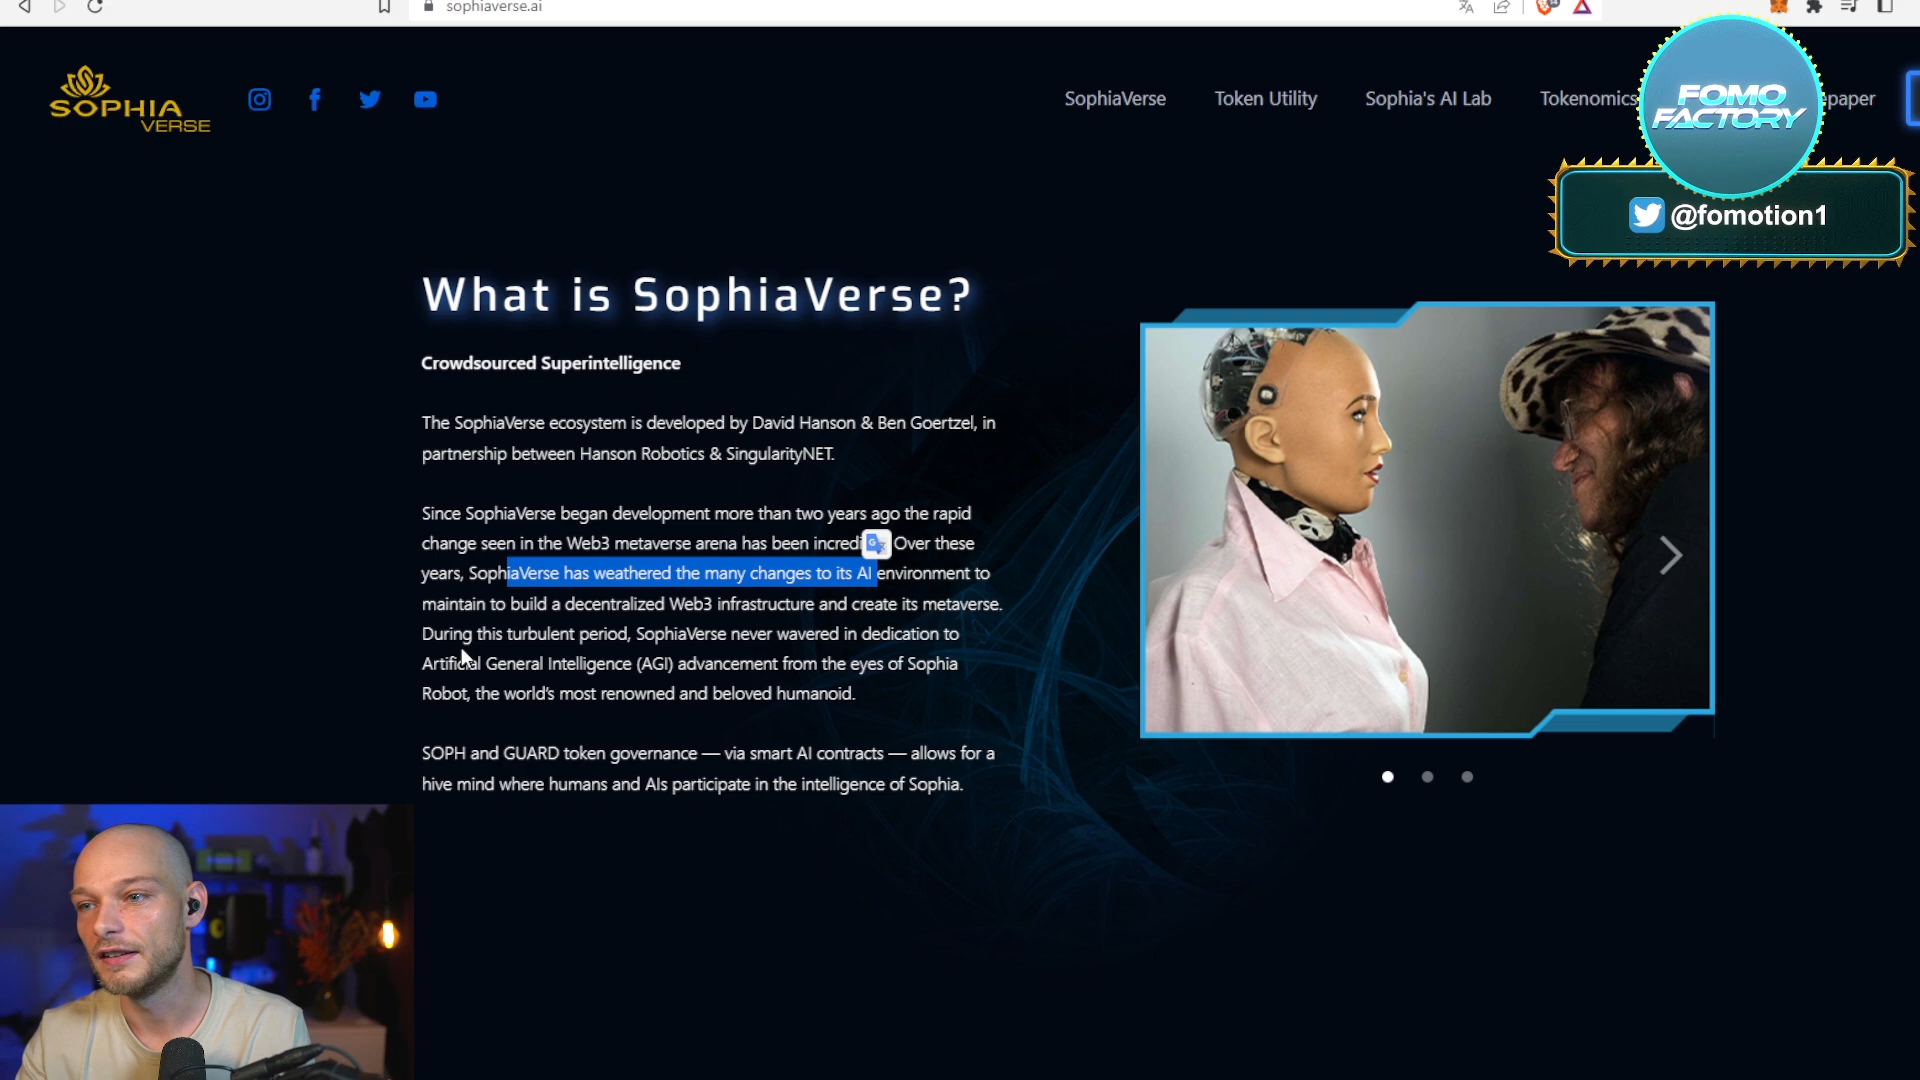 sophiaverse.ai
SOPHIA
VERSE
SophiaVerse Token Utility Sophia's AI Lab Tokenomics epaper
FOMO
FACTORY
@fomotion1
What is SophiaVerse?
Crowdsourced Superintelligence
The SophiaVerse ecosystem is developed by David Hanson & Ben Goertzel, in
partnership between Hanson Robotics & SingularityNET.
Since SophiaVerse began development more than two years ago the rapid
change seen in the Web3 metaverse arena has been incredi Over these
years, SophiaVerse has weathered the many changes to its AI environment to
maintain to build a decentralized Web3 infrastructure and create its metaverse.
During this turbulent period, SophiaVerse never wavered in dedication to
Artificial General Intelligence (AGI) advancement from the eyes of Sophia
Robot, the world's most renowned and beloved humanoid.
SOPH and GUARD token governance — via smart AI contracts — allows for a
hive mind where humans and AIs participate in the intelligence of Sophia.